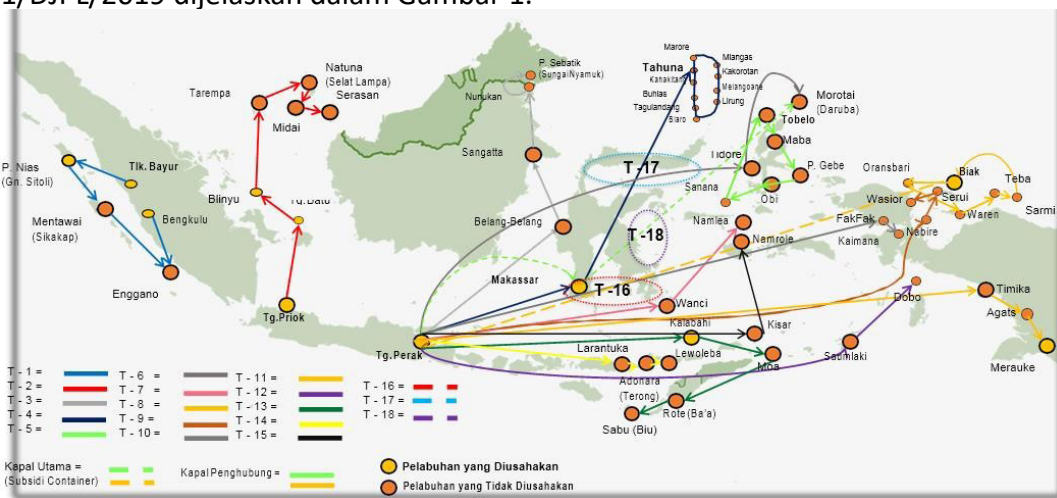 1/DJPL/2019 dijelaskan dalam Gambar 1.
Natuna
(Selat Lampa)
Serasan
Tarempa
Midai
P. Sebatik
(Sungai Nyamuk)
Nunukan
Marore
Miangas
Tahuna
Kakorotan
Kanakitang
Melangoane
Buhias
Lirung
Tagulandang
Biaro
Morotai
(Daruba)
Tobelo
Maba
Sangatta
T -17
Tidore
P. Gebe
Oransbari
Biak
Teba
P. Nias
(Gn. Sitoli)
Tlk. Bayur
Blinyu
Sanana
Obi
Wasior
Serui
Sarmi
Mentawai
(Sikakap)
Bengkulu
Belang-Belang
T -18
Namlea
FakFak
Waren
Nabire
Kaimana
Namrole
Enggano
Makassar
T -16
Tg.Priok
Wanci
Dobo
Timika
Kalabahi
Kisar
Agats
Tg.Perak
Larantuka
Lewoleba
Saumlaki
Moa
Merauke
Adonara
(Terong)
Rote (Ba'a)
Sabu (Biu)
T - 1 =
T - 2 =
T - 3 =
T - 4 =
T - 5 =
T - 6 =
T - 7 =
T - 8 =
T - 9 =
T - 10 =
T - 11 =
T - 12 =
T - 13 =
T - 14 =
T - 15 =
T - 16 =
T - 17 =
T - 18 =
Kapal Utama =
(Subsidi Container)
Kapal Penghubung =
Pelabuhan yang Diusahakan
Pelabuhan yang Tidak Diusahakan